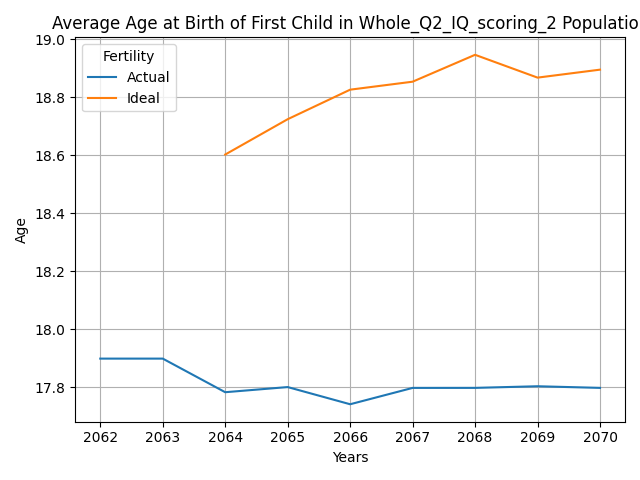 Average Age at Birth of First Child in Whole_Q2_IQ_scoring_2 Populatio
Fertility
Actual
Ideal
19.0
18.8
18.6
18.4
18.2
18.0
17.8
Age
2062 2063 2064 2065 2066 2067 2068 2069 2070
Years